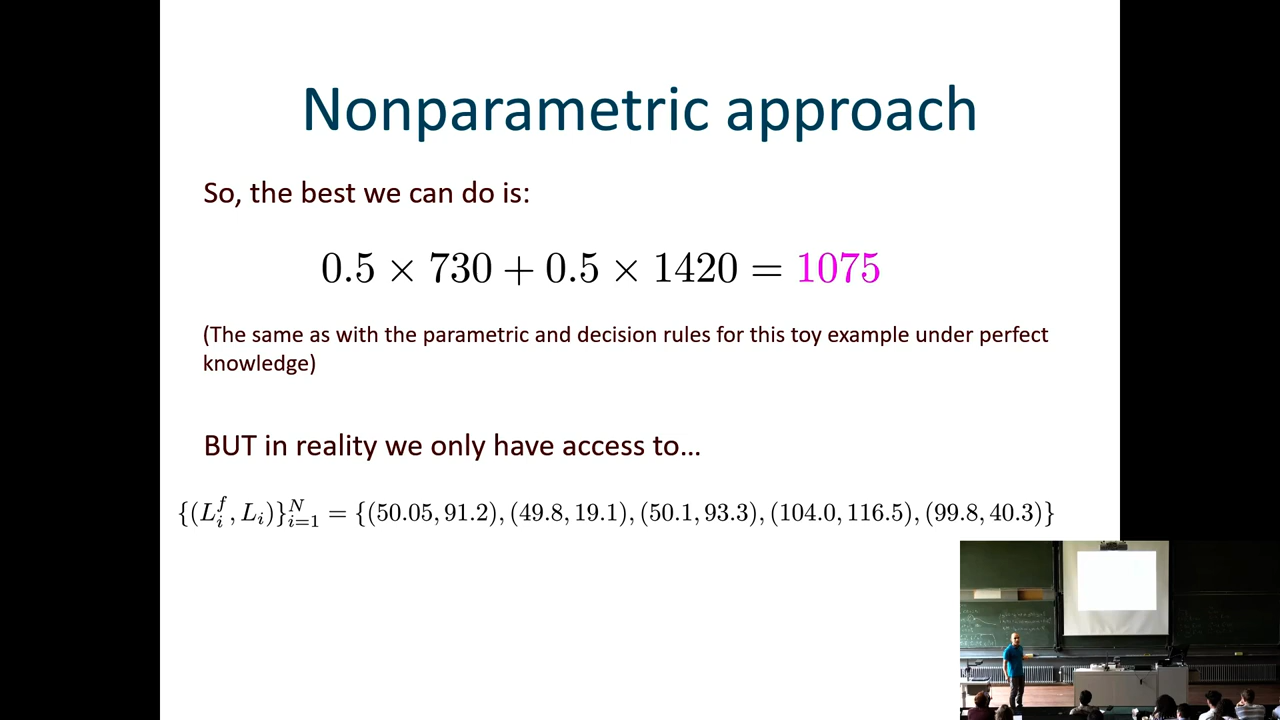 Nonparametric approach
So, the best we can do is:
0.5 × 730 + 0.5 × 1420 = 1075
(The same as with the parametric and decision rules for this toy example under perfect
knowledge)
BUT in reality we only have access to...
{(L_i^f, L_i)}_{i=1}^N = {(50.05, 91.2), (49.8, 19.1), (50.1, 93.3), (104.0, 116.5), (99.8, 40.3)}